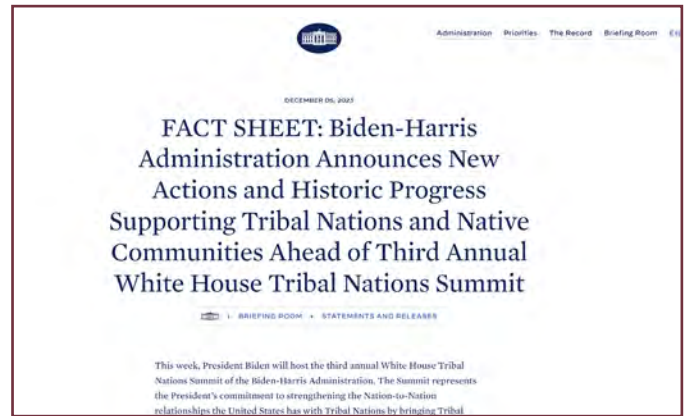 Administration Priorities The Record Briefing Room
DECEMBER 05, 2023
FACT SHEET: Biden-Harris
Administration Announces New
Actions and Historic Progress
Supporting Tribal Nations and Native
Communities Ahead of Third Annual
White House Tribal Nations Summit
BRIEFING ROOM STATEMENTS AND RELEASES
This week, President Biden will host the third annual White House Tribal
Nations Summit of the Biden-Harris Administration. The Summit represents
the President's commitment to strengthening the Nation-to-Nation
relationships the United States has with Tribal Nations by bringing Tribal